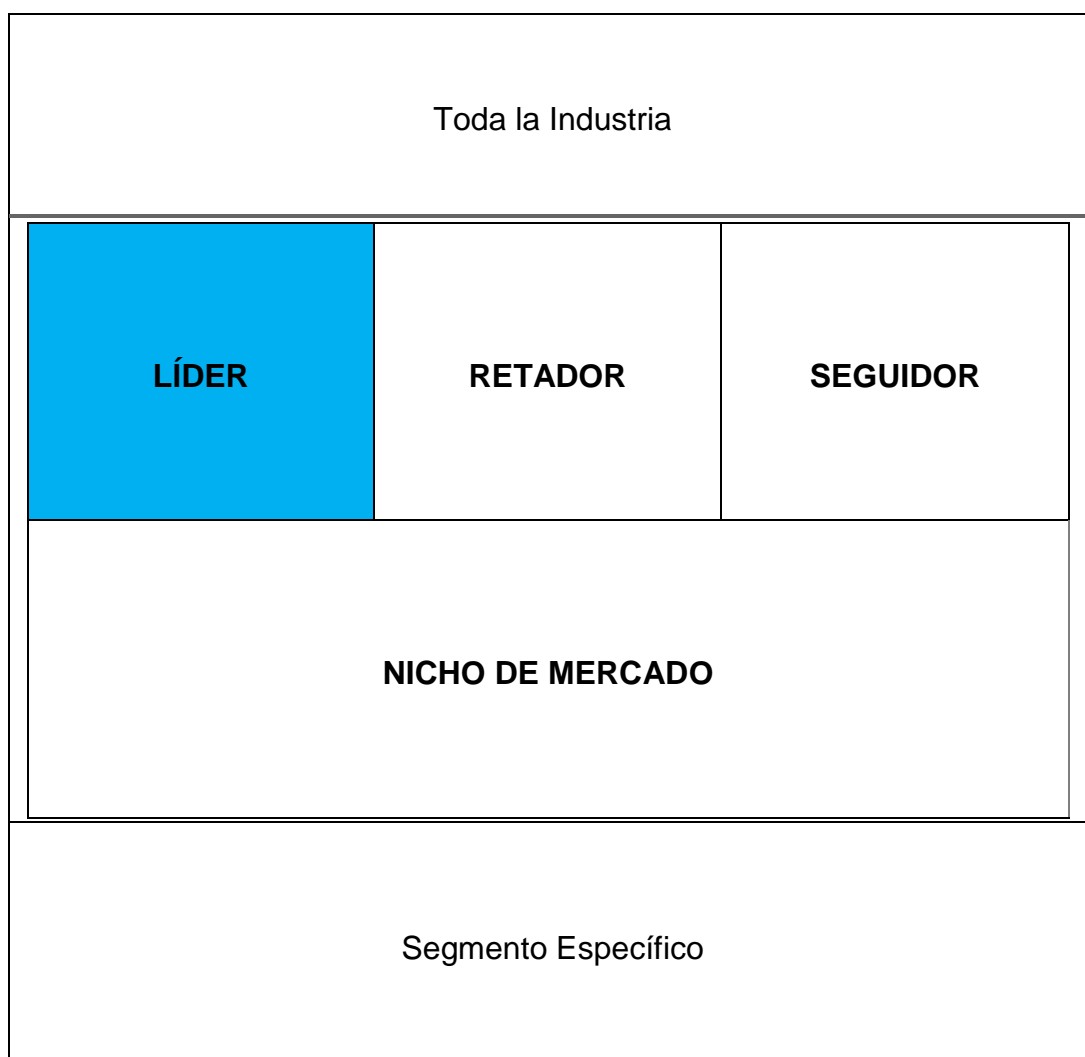 Toda la Industria
LÍDER
RETADOR
SEGUIDOR
NICHO DE MERCADO
Segmento Específico